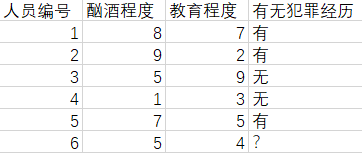 人员编号 酗酒程度 教育程度 有无犯罪经历
1 8 7 有
2 9 2 有
3 5 9 无
4 1 3 无
5 7 5 有
6 5 4 ?